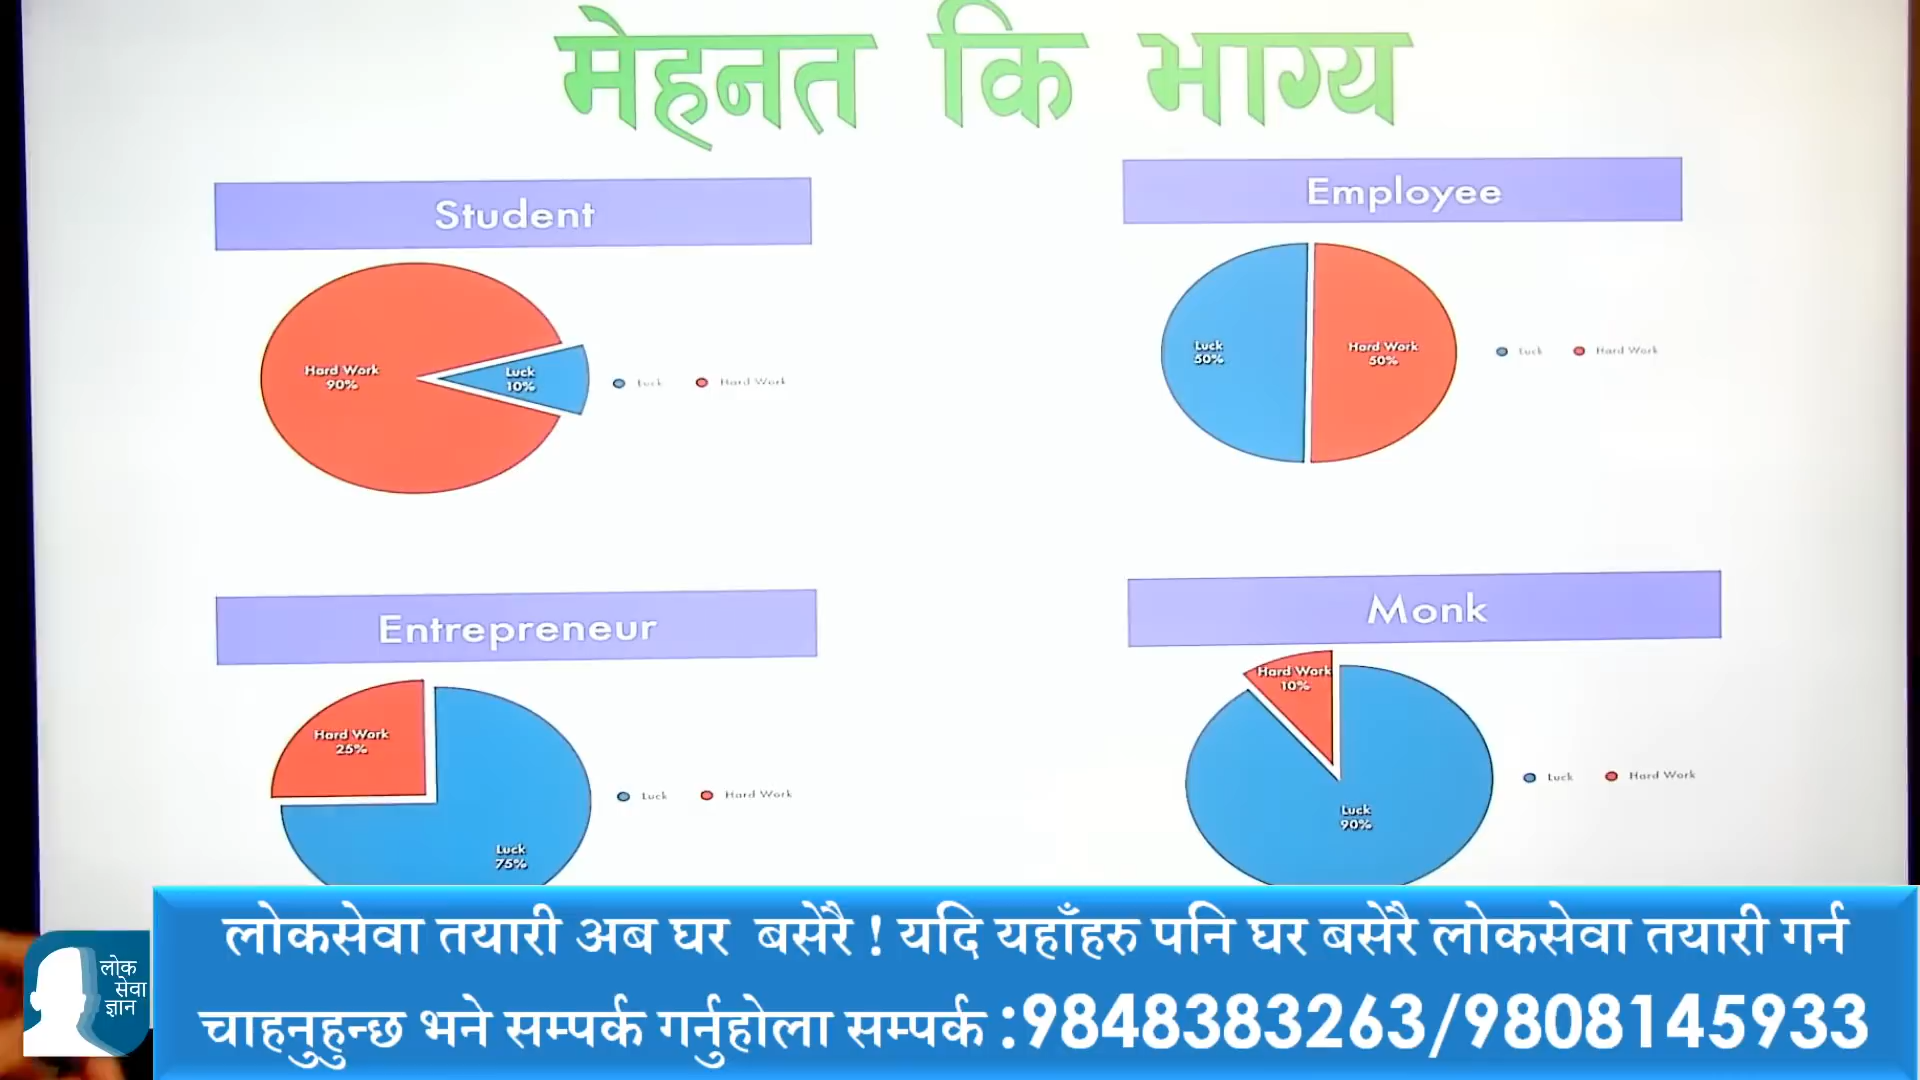 मेहनत कि भाग्य
Student
Hard Work
90%
Luck
10%
Luck
Hard Work
Employee
Luck
50%
Hard Work
50%
Luck
Hard Work
Entrepreneur
Hard Work
25%
Luck
75%
Luck
Hard Work
Monk
Hard Work
10%
Luck
90%
Luck
Hard Work
लोकसेवा तयारी अब घर बसेरै ! यदि यहाँहरु पनि घर बसेरै लोकसेवा तयारी गर्न
चाहनुहुन्छ भने सम्पर्क गर्नुहोला सम्पर्क :9848383263/9808145933
लोक
सेवा
ज्ञान